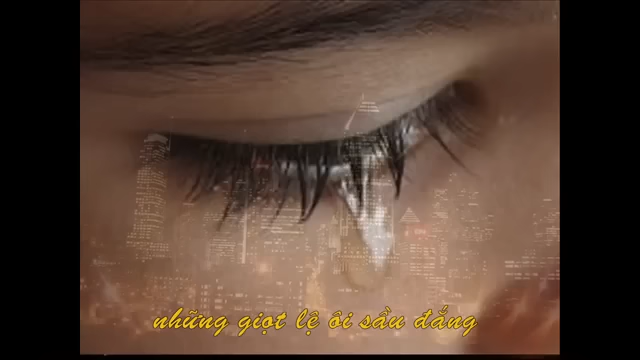 những giọt lệ ôi sầu đắng